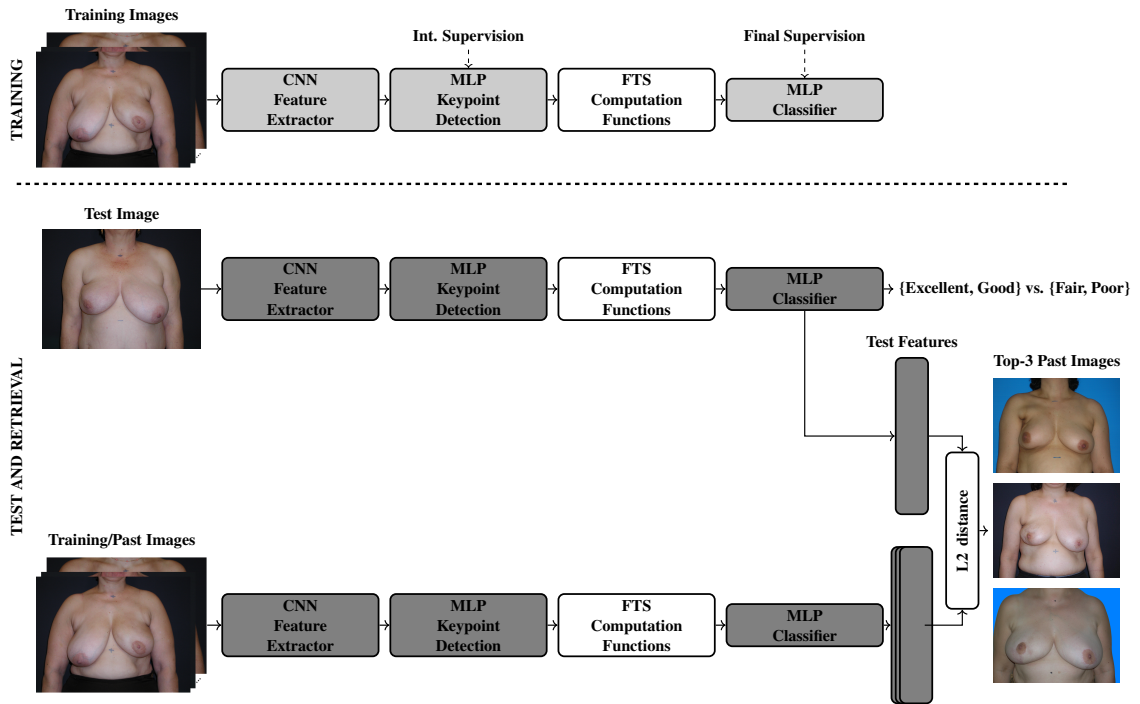 Training Images
TRAINING
Int. Supervision
Final Supervision
CNN
Feature
Extractor
MLP
Keypoint
Detection
FTS
Computation
Functions
MLP
Classifier
TEST AND RETRIEVAL
Test Image
CNN
Feature
Extractor
MLP
Keypoint
Detection
FTS
Computation
Functions
MLP
Classifier
{Excellent, Good} vs. {Fair, Poor}
Test Features
Top-3 Past Images
L2 distance
Training/Past Images
CNN
Feature
Extractor
MLP
Keypoint
Detection
FTS
Computation
Functions
MLP
Classifier